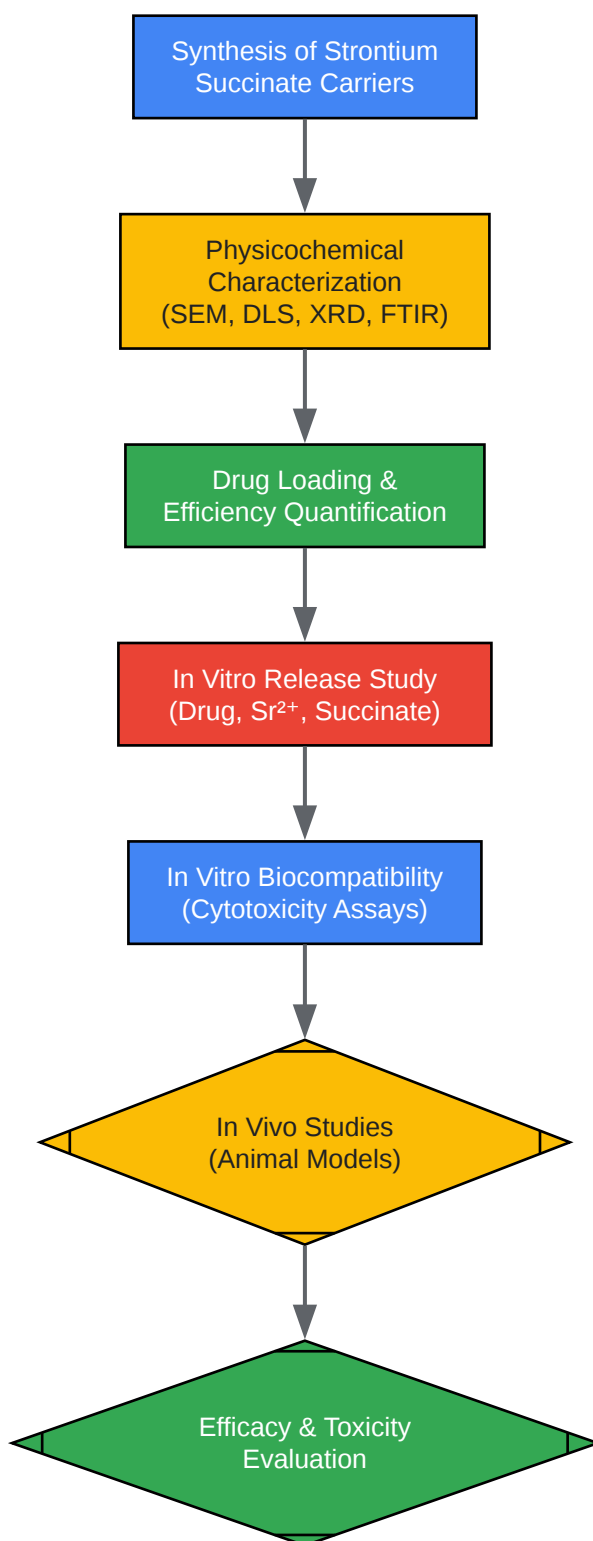 Synthesis of Strontium
Succinate Carriers
Physicochemical
Characterization
(SEM, DLS, XRD, FTIR)
Drug Loading &
Efficiency Quantification
In Vitro Release Study
(Drug, Sr²⁺, Succinate)
In Vitro Biocompatibility
(Cytotoxicity Assays)
In Vivo Studies
(Animal Models)
Efficacy & Toxicity
Evaluation